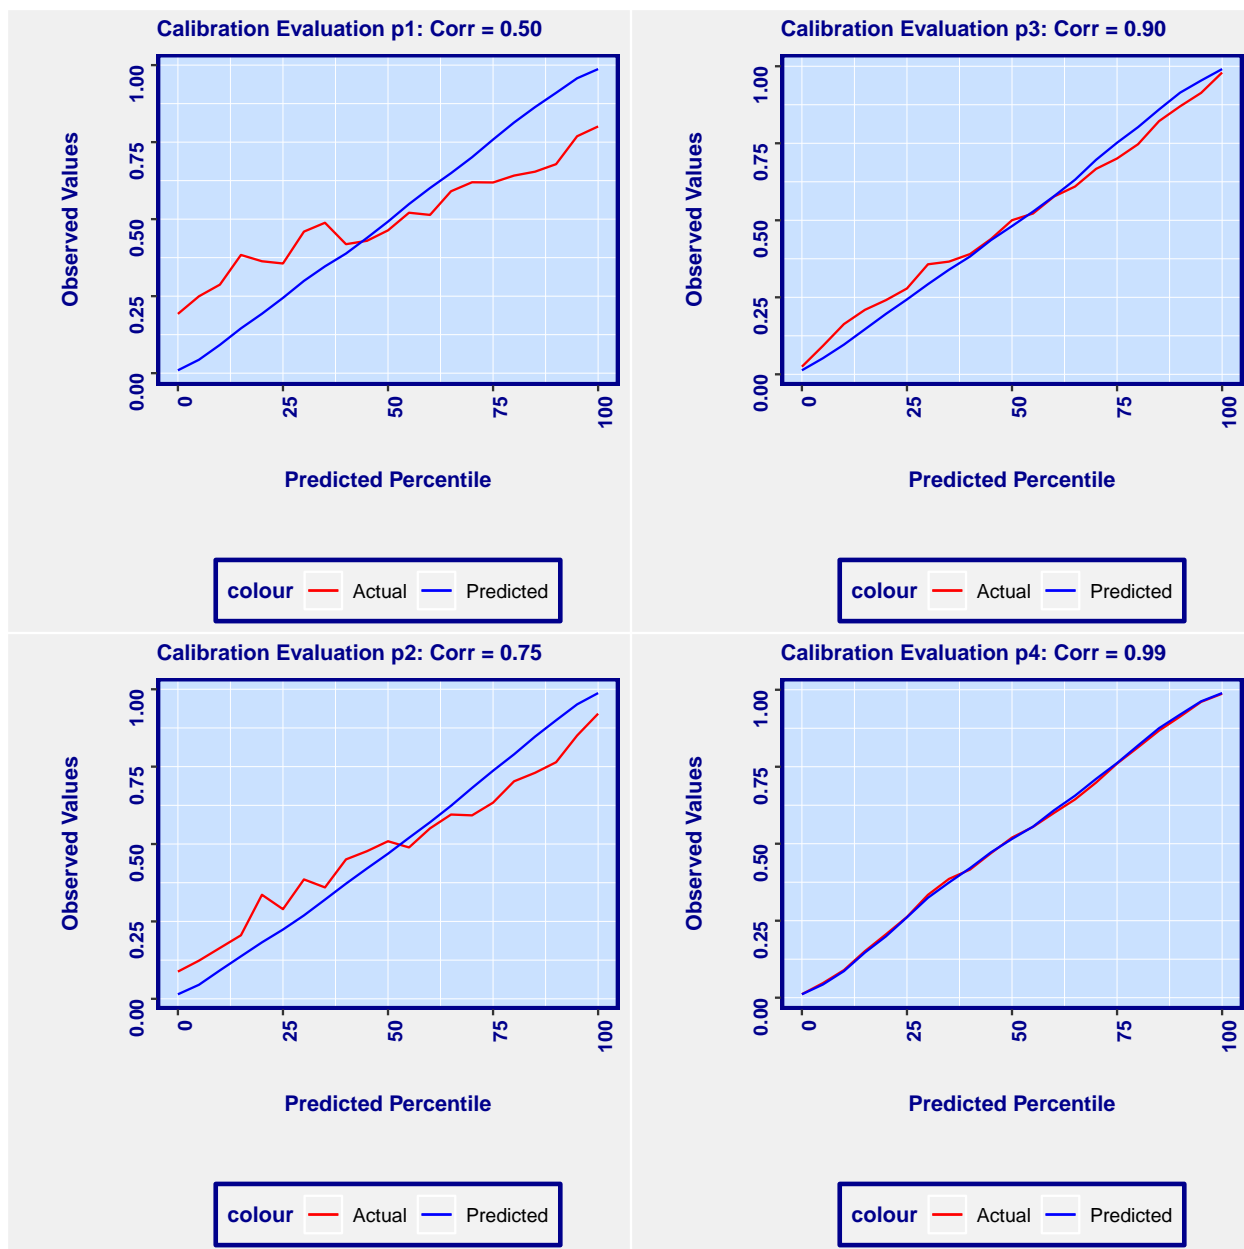 Calibration Evaluation p1: Corr = 0.50
Observed Values
1.00
0.75
0.50
0.25
0.00
0
25
50
75
100
Predicted Percentile
colour Actual Predicted
Calibration Evaluation p3: Corr = 0.90
Observed Values
1.00
0.75
0.50
0.25
0.00
0
25
50
75
100
Predicted Percentile
colour Actual Predicted
Calibration Evaluation p2: Corr = 0.75
Observed Values
1.00
0.75
0.50
0.25
0.00
0
25
50
75
100
Predicted Percentile
colour Actual Predicted
Calibration Evaluation p4: Corr = 0.99
Observed Values
1.00
0.75
0.50
0.25
0.00
0
25
50
75
100
Predicted Percentile
colour Actual Predicted